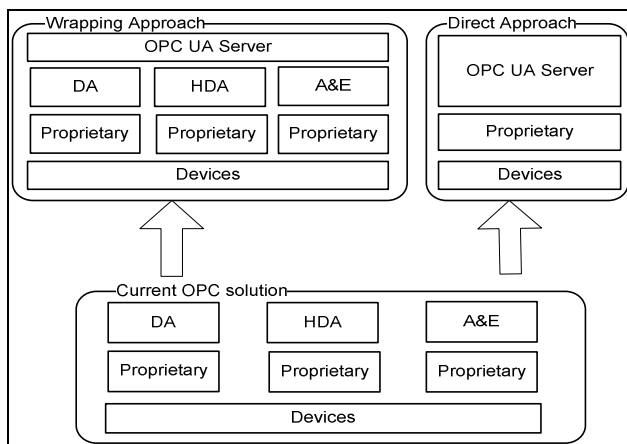 Wrapping Approach
OPC UA Server
DA HDA A&E
Proprietary Proprietary Proprietary
Devices
Direct Approach
OPC UA Server
Proprietary
Devices
Current OPC solution
DA HDA A&E
Proprietary Proprietary Proprietary
Devices